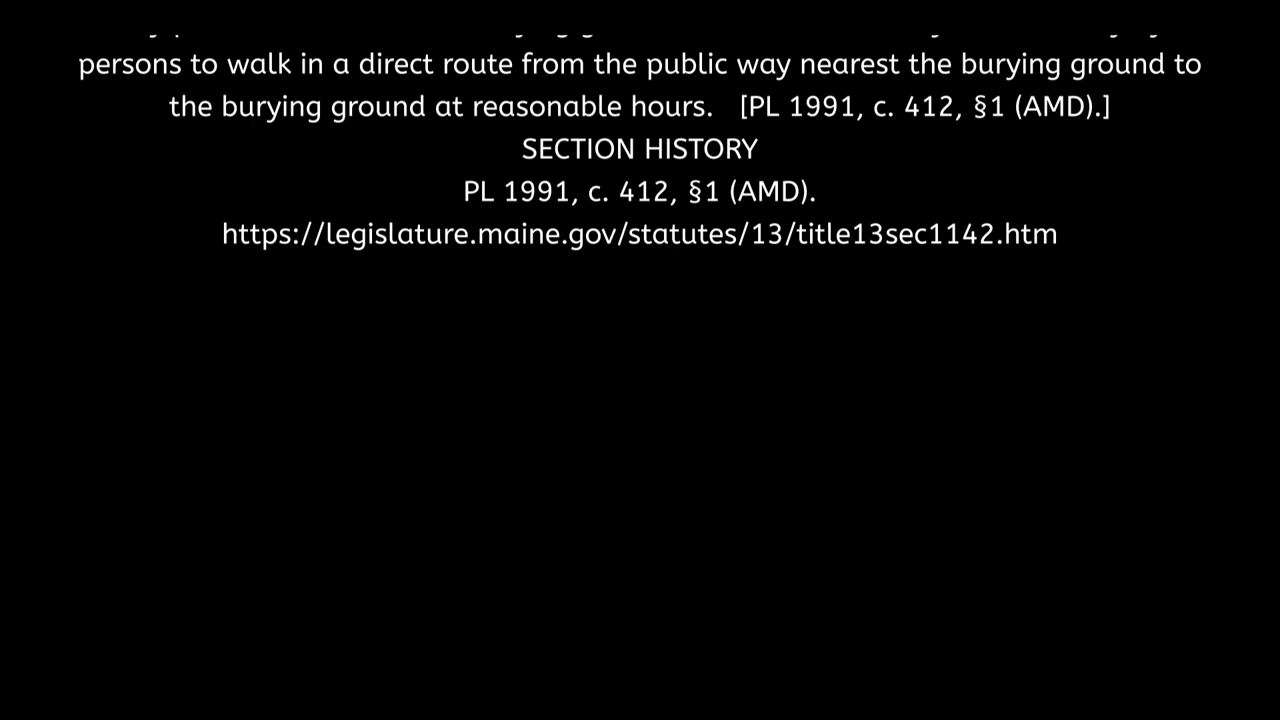 persons to walk in a direct route from the public way nearest the burying ground to
the burying ground at reasonable hours.   [PL 1991, c. 412, §1 (AMD).]
SECTION HISTORY
PL 1991, c. 412, §1 (AMD).
https://legislature.maine.gov/statutes/13/title13sec1142.htm